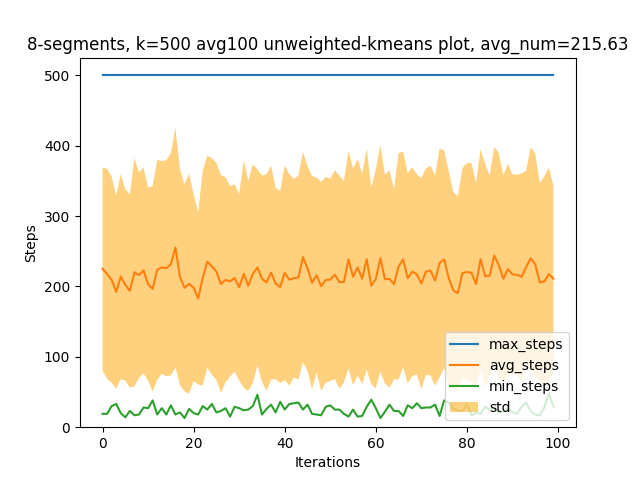 8-segments, k=500 avg100 unweighted-kmeans plot, avg_num=215.63
Steps
500
400
300
200
100
0
0
20
40
60
80
100
Iterations
max_steps
avg_steps
min_steps
std